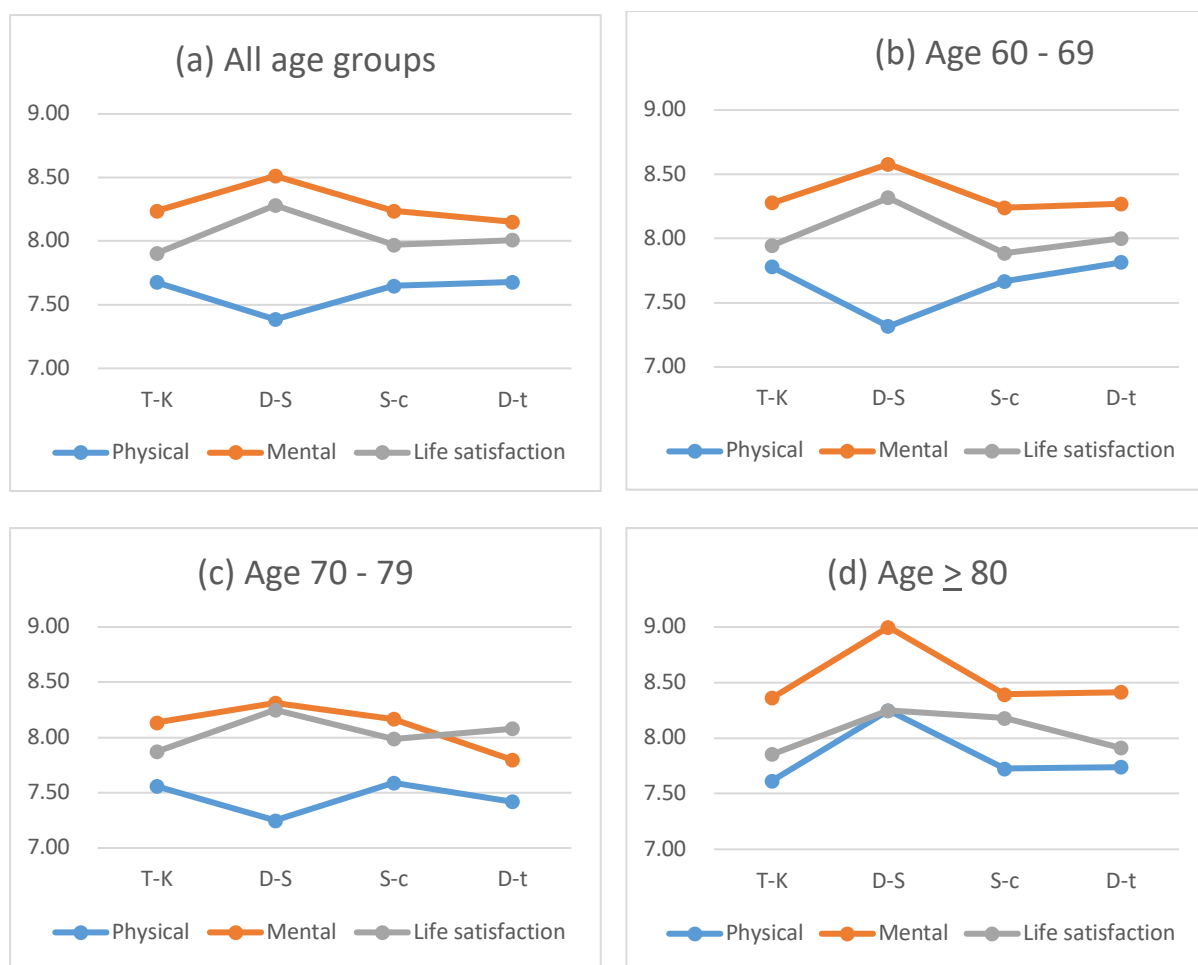 (a) All age groups
9.00
8.50
8.00
7.50
7.00
T-K D-S S-c D-t
Physical Mental Life satisfaction
(b) Age 60 - 69
9.00
8.50
8.00
7.50
7.00
T-K D-S S-c D-t
Physical Mental Life satisfaction
(c) Age 70 - 79
9.00
8.50
8.00
7.50
7.00
T-K D-S S-c D-t
Physical Mental Life satisfaction
(d) Age > 80
9.00
8.50
8.00
7.50
7.00
T-K D-S S-c D-t
Physical Mental Life satisfaction